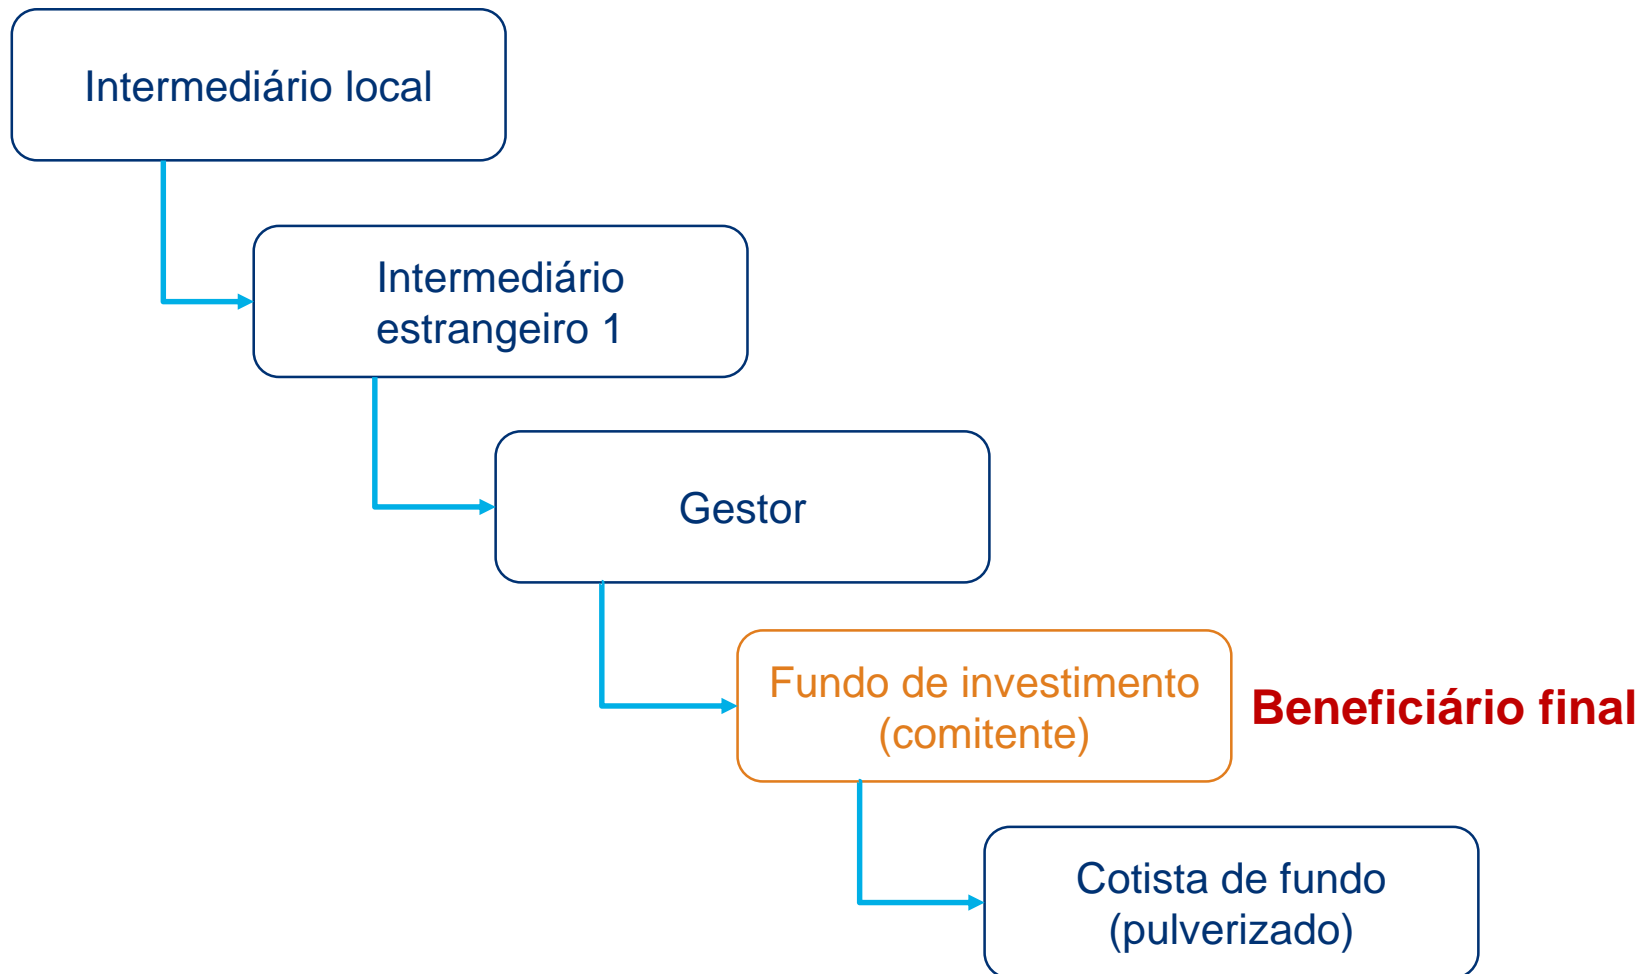 Intermediário local
Intermediário
estrangeiro 1
Gestor
Fundo de investimento
(comitente)
Beneficiário final
Cotista de fundo
(pulverizado)